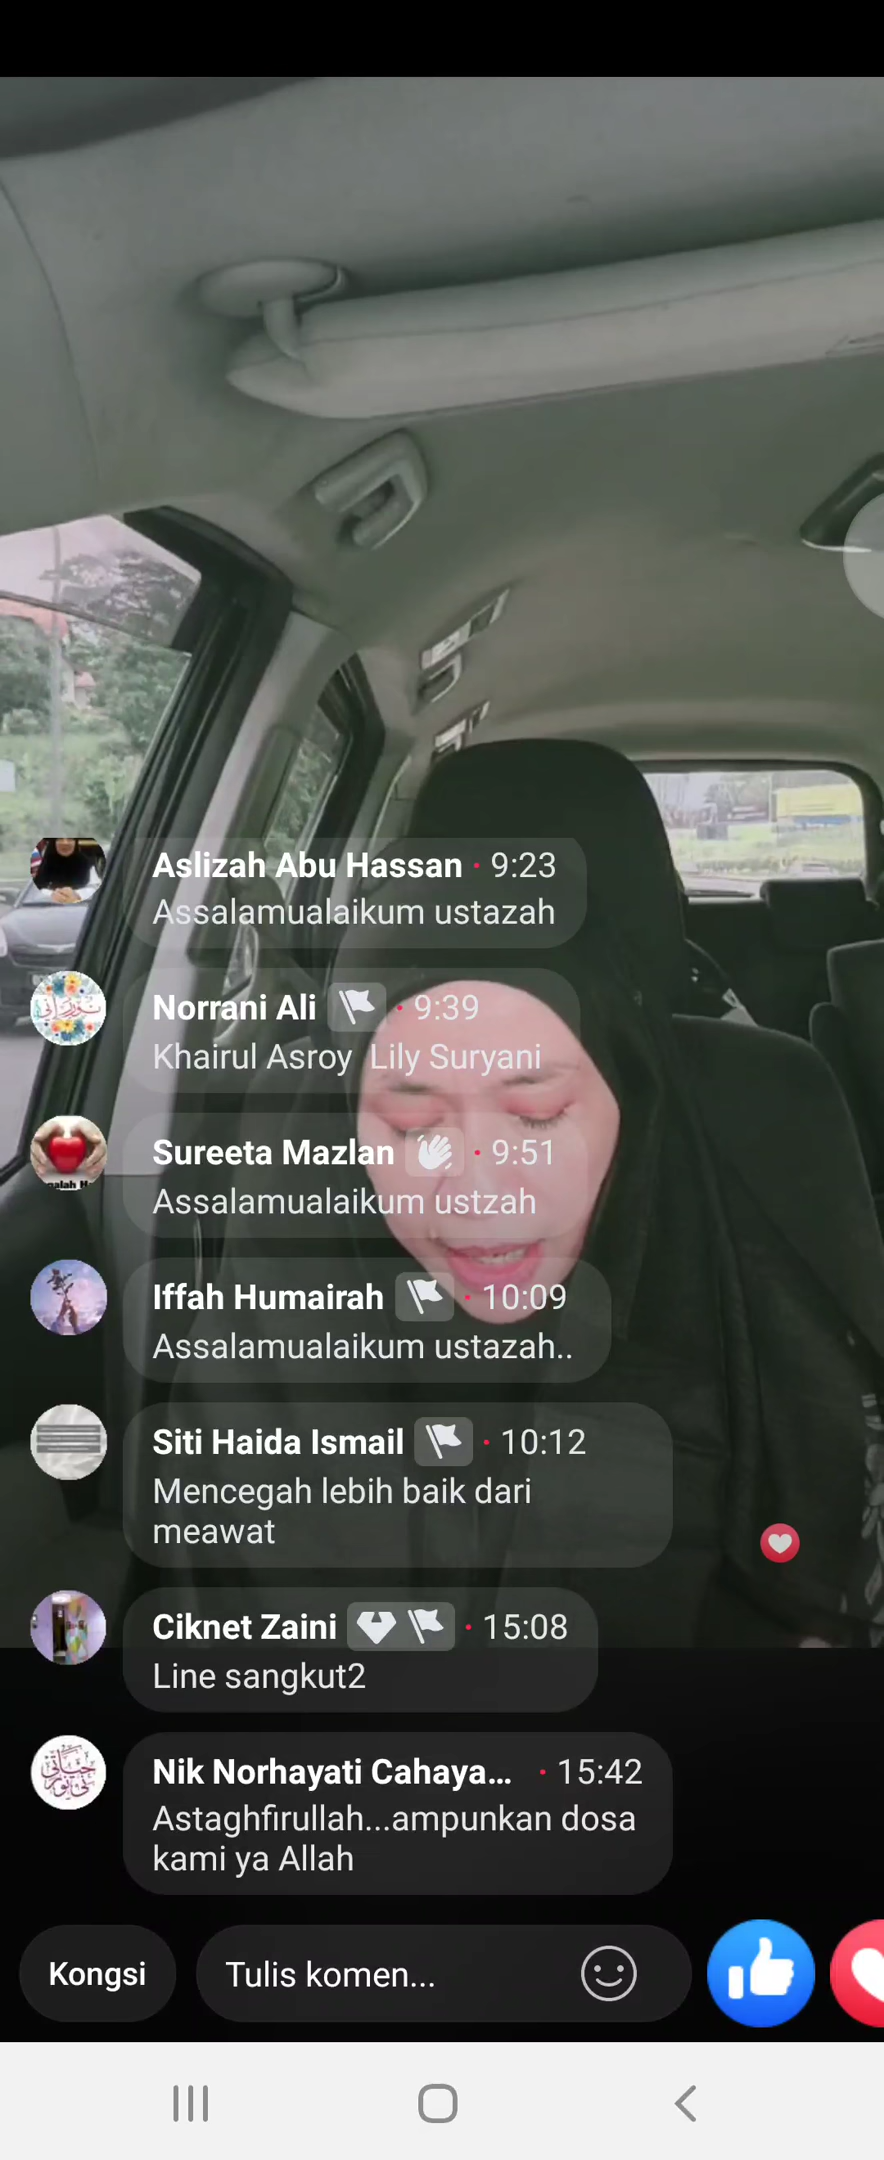 Aslizah Abu Hassan · 9:23
Assalamualaikum ustazah
Norrani Ali · 9:39
Khairul Asroy Lily Suryani
Sureeta Mazlan · 9:51
Assalamualaikum ustzah
Iffah Humairah · 10:09
Assalamualaikum ustazah..
Siti Haida Ismail · 10:12
Mencegah lebih baik dari
meawat
Ciknet Zaini · 15:08
Line sangkut2
Nik Norhayati Cahaya... · 15:42
Astaghfirullah...ampunkan dosa
kami ya Allah
Kongsi
Tulis komen...